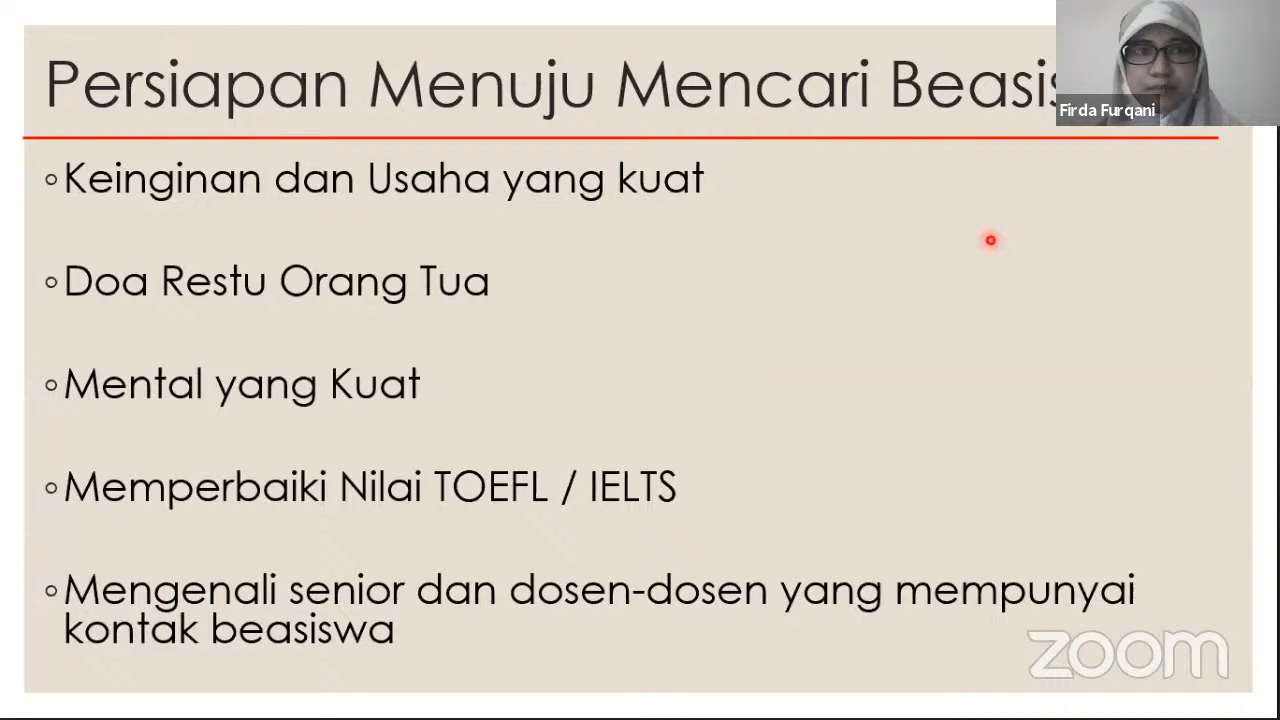 Persiapan Menuju Mencari Beasis
Firda Furqani
◦Keinginan dan Usaha yang kuat
◦Doa Restu Orang Tua
◦Mental yang Kuat
◦Memperbaiki Nilai TOEFL / IELTS
◦Mengenali senior dan dosen-dosen yang mempunyai
kontak beasiswa
zoom